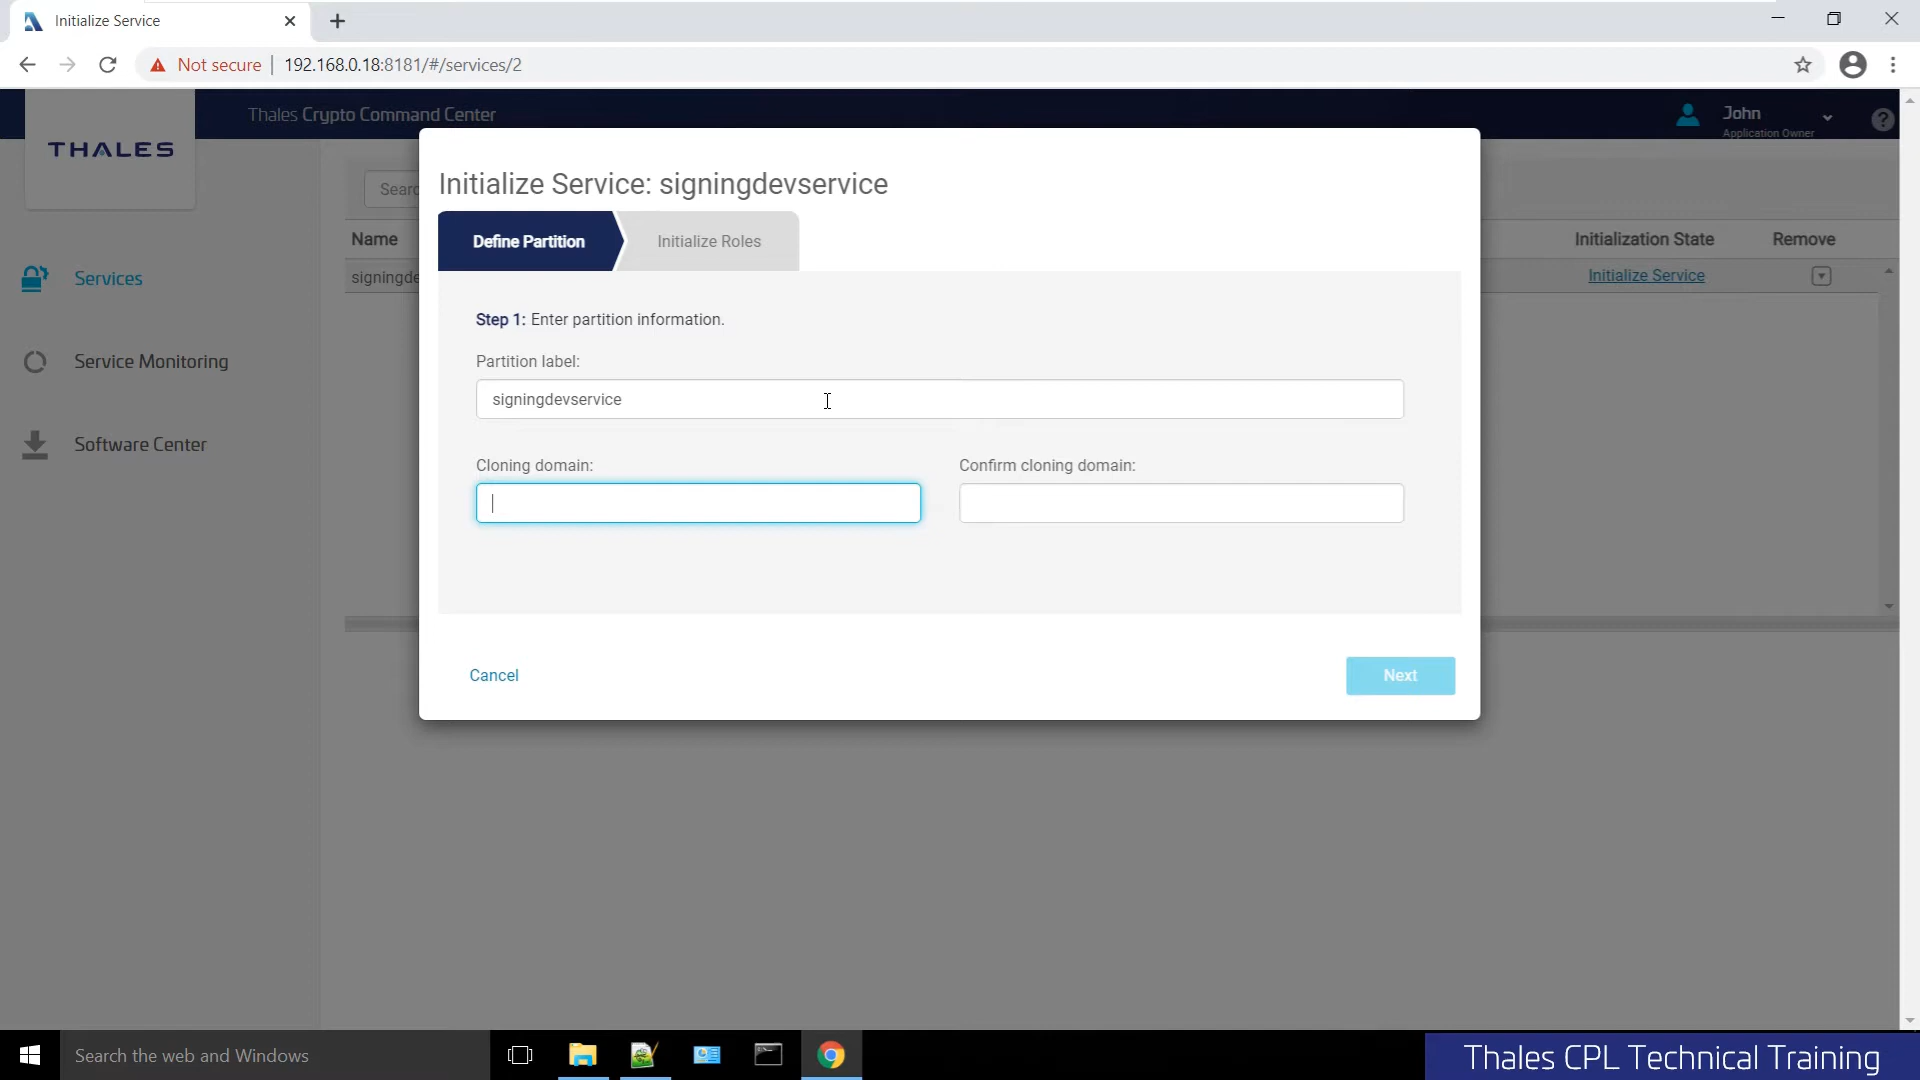 Initialize Service
Not secure
192.168.0.18:8181/#/services/2
THALES
Thales Crypto Command Center
John
Application Owner
?
Services
Service Monitoring
Software Center
Searc
Name
Initialization State
Remove
signingde
Initialize Service
Initialize Service: signingdevservice
Define Partition
Initialize Roles
Step 1: Enter partition information.
Partition label:
signingdevservice
Cloning domain:
Confirm cloning domain:
Cancel
Next
Search the web and Windows
Thales CPL Technical Training